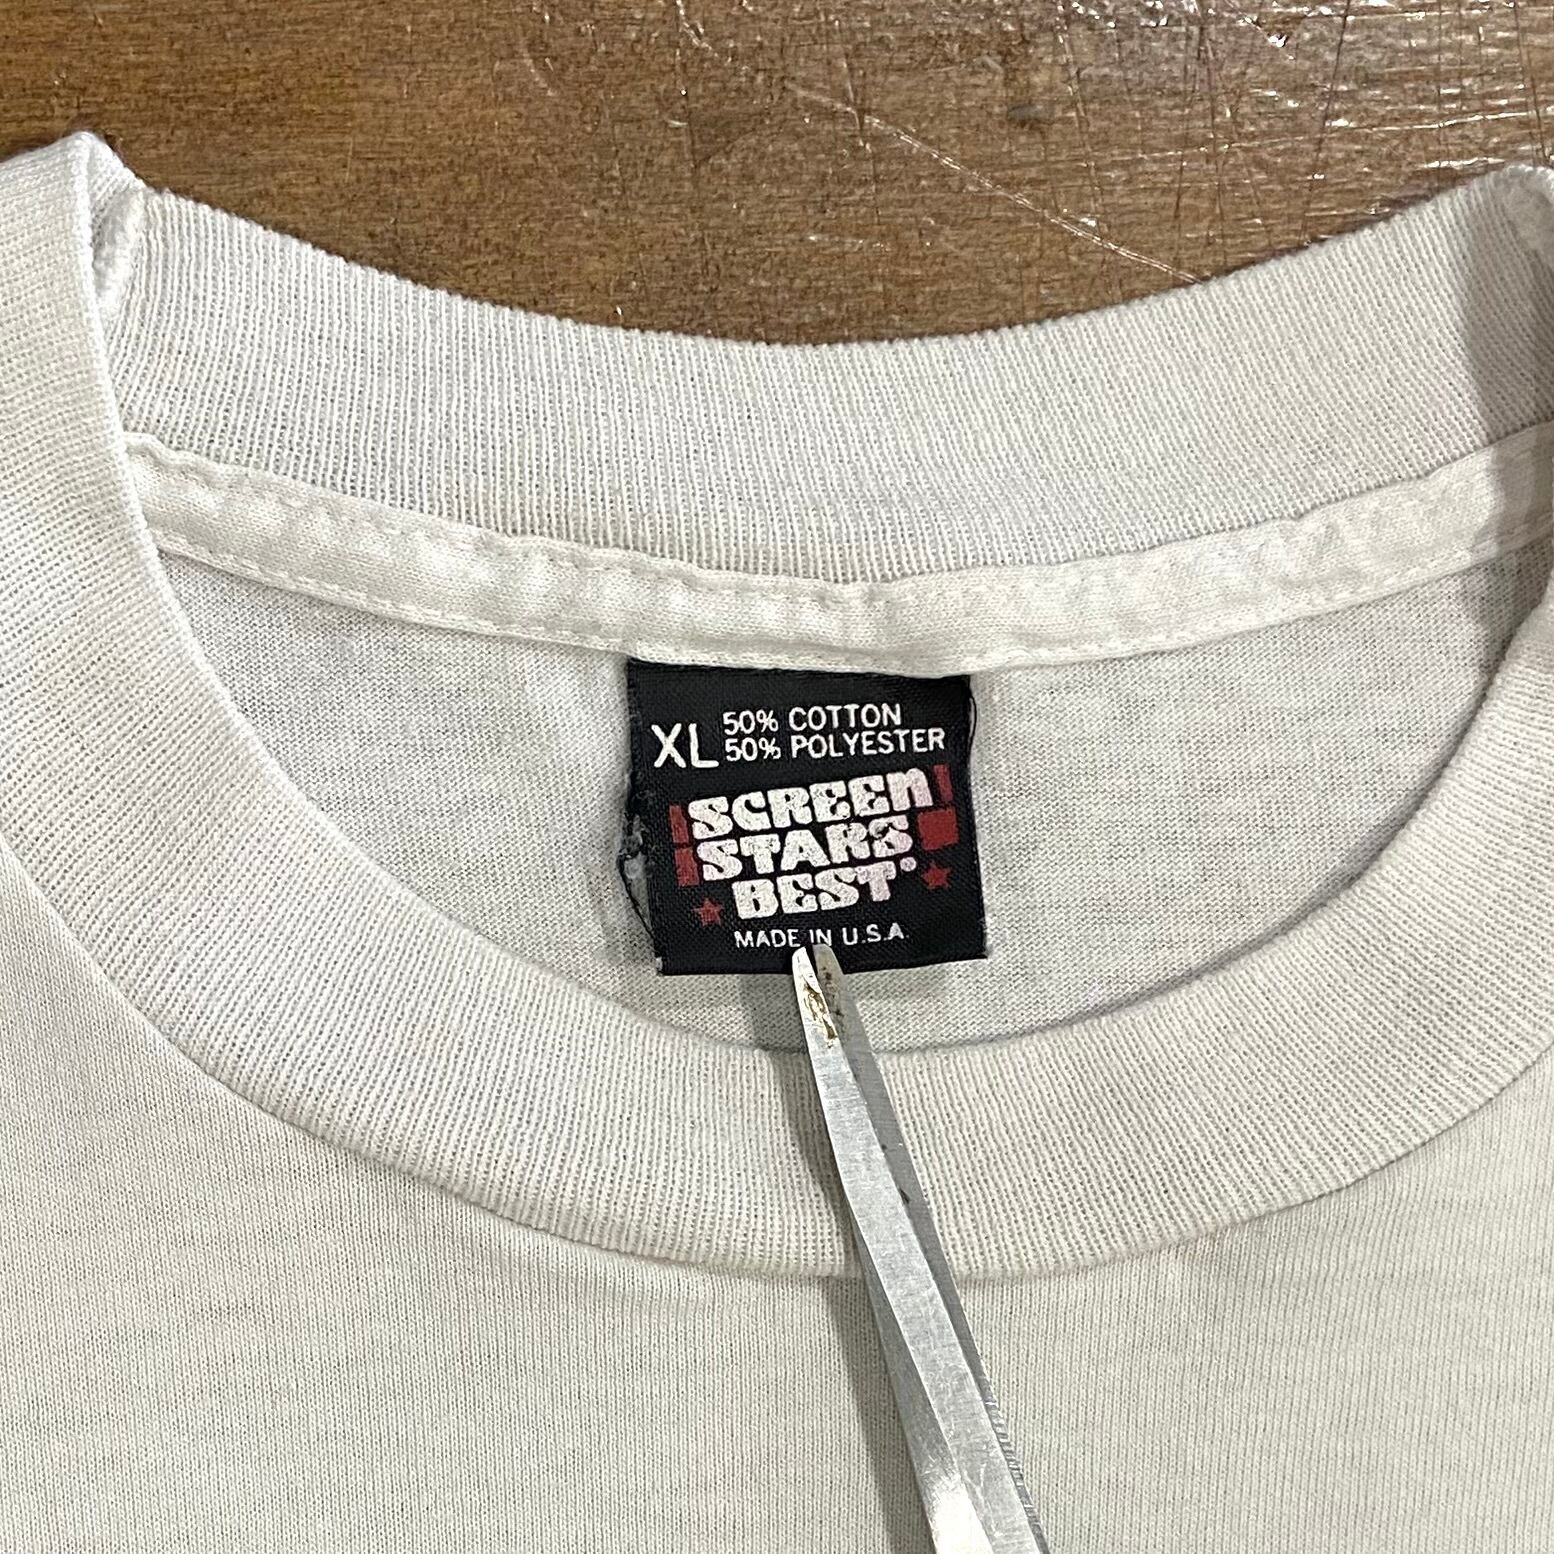 XL 50% COTTON
50% POLYESTER
SCREEN
STARS
BEST®
MADE IN U.S.A.